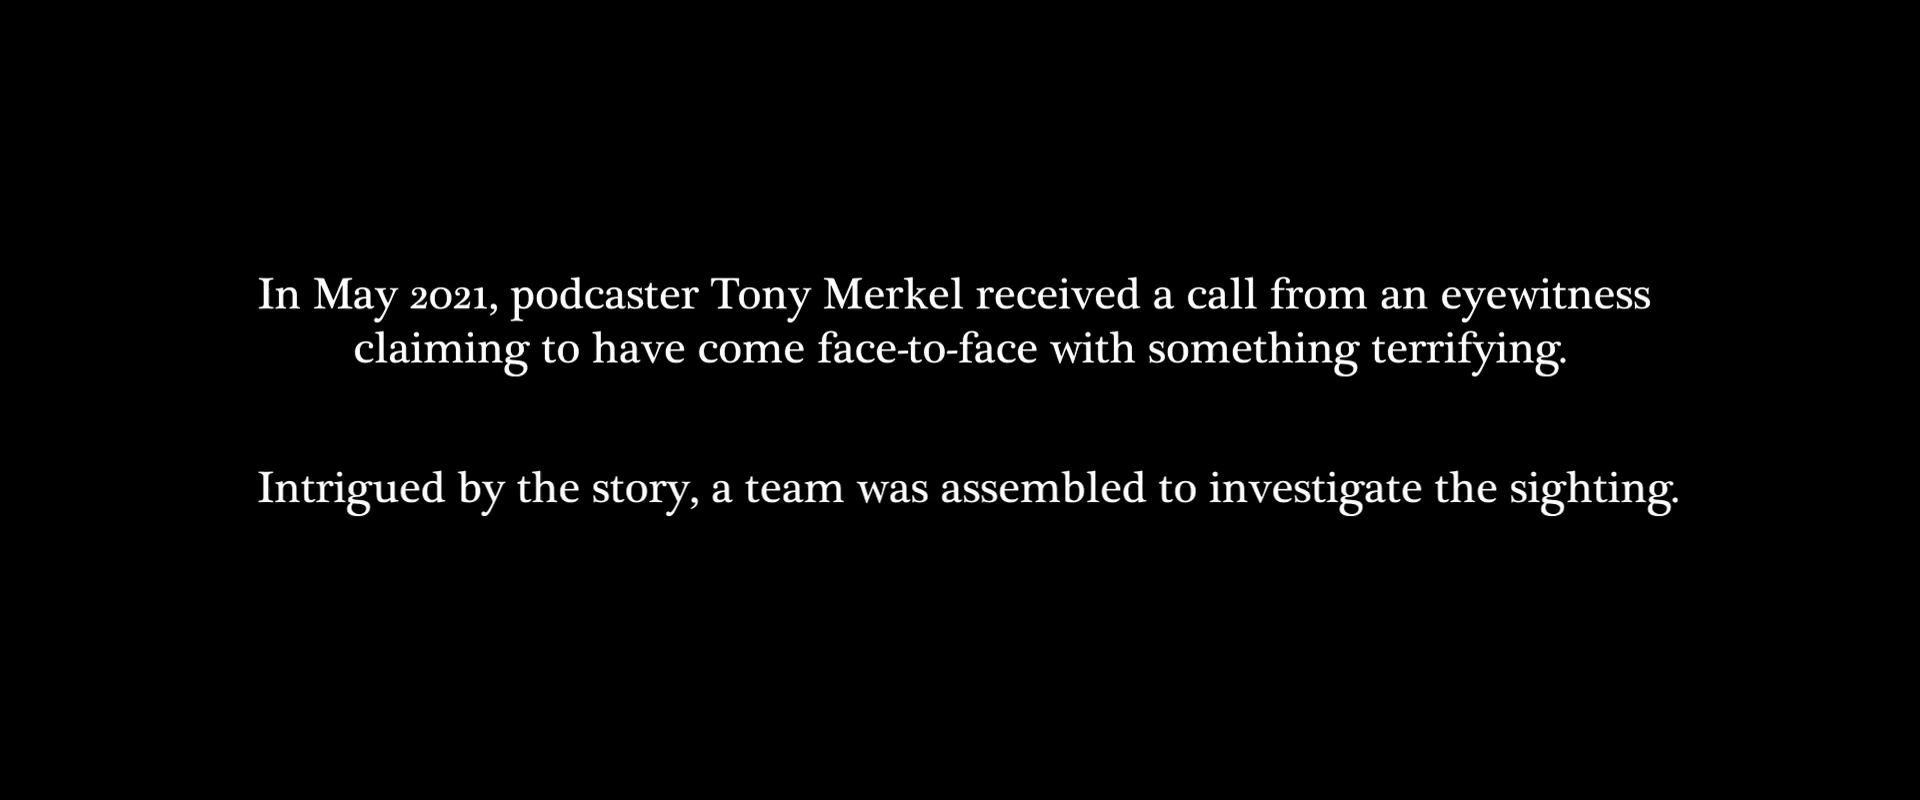 In May 2021, podcaster Tony Merkel received a call from an eyewitness
claiming to have come face-to-face with something terrifying.
Intrigued by the story, a team was assembled to investigate the sighting.